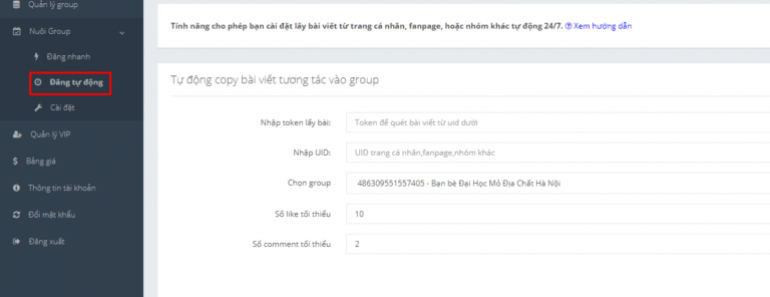 Quản lý group
Nuôi Group
Đăng nhanh
Đăng tự động
Cài đặt
Quản lý VIP
Bảng giá
Thông tin tài khoản
Đổi mật khẩu
Đăng xuất
Tính năng cho phép bạn cài đặt lấy bài viết từ trang cá nhân, fanpage, hoặc nhóm khác tự động 24/7. Xem hướng dẫn
Tự động copy bài viết tương tác vào group
Nhập token lấy bài: Token để quét bài viết từ uid dưới
Nhập UID: UID trang cá nhân,fanpage,nhóm khác
Chọn group 486309551557405 - Bạn bè Đại Học Mỏ Địa Chất Hà Nội
Số like tối thiểu 10
Số comment tối thiểu 2